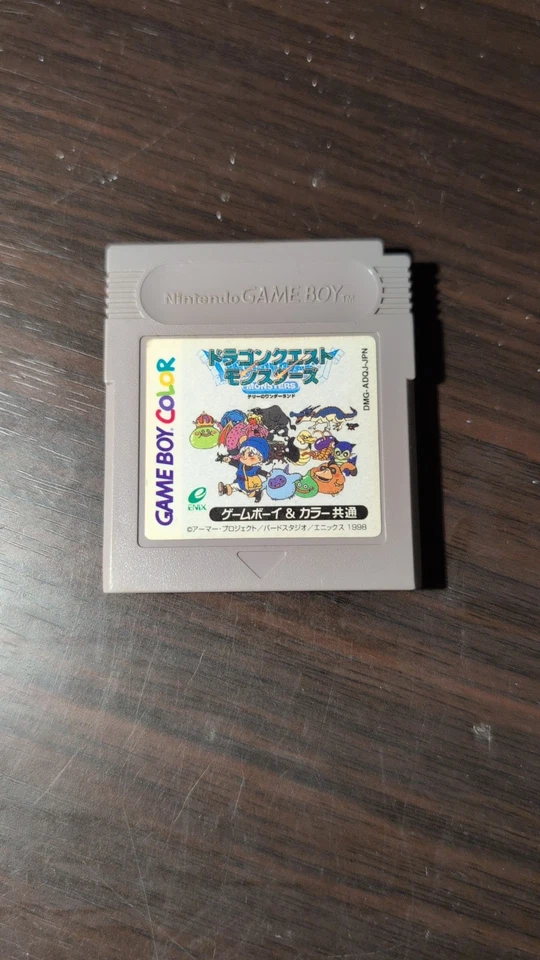 Nintendo GAME BOY TM
ドラゴンクエスト
モンスターズ
MONSTERS
テリーのワンダーランド
GAME BOY COLOR
DMG-ADQJ-JPN
ENIX
ゲームボーイ & カラー 共通
©アーマー・プロジェクト/バードスタジオ/エニックス 1998